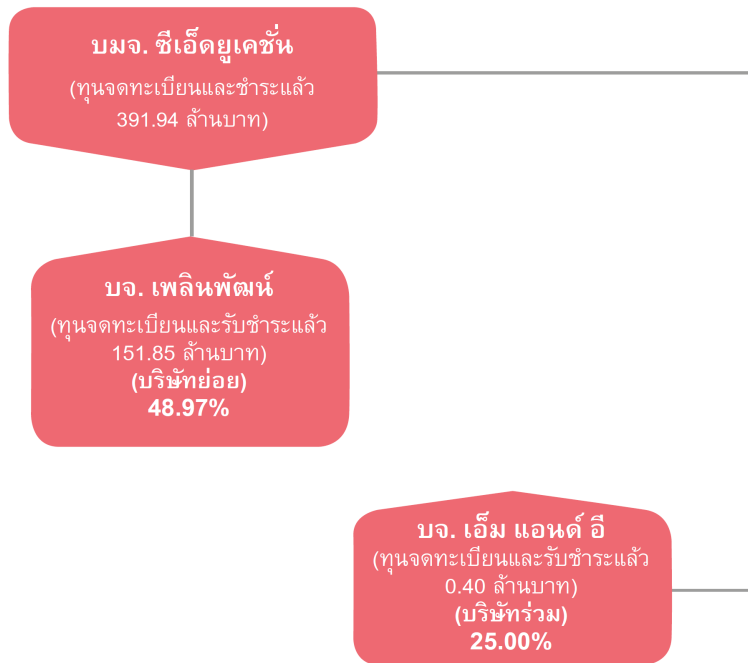 บมจ. ซีเอ็ดยูเคชั่น
(ทุนจดทะเบียนและชำระแล้ว
391.94 ล้านบาท)
บจ. เพลินพัฒน์
(ทุนจดทะเบียนและรับชำระแล้ว
151.85 ล้านบาท)
(บริษัทย่อย)
48.97%
บจ. เอ็ม แอนด์ อี
(ทุนจดทะเบียนและรับชำระแล้ว
0.40 ล้านบาท)
(บริษัทร่วม)
25.00%